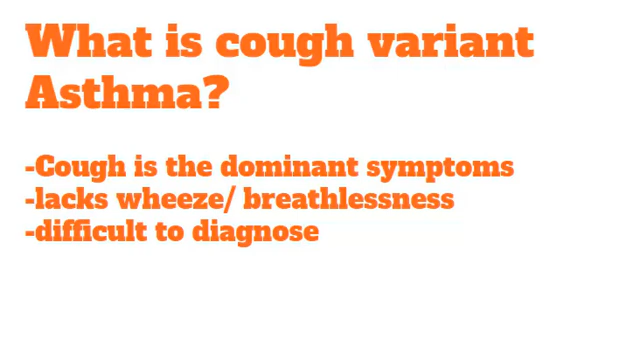 What is cough variant
Asthma?
-Cough is the dominant symptoms
-lacks wheeze/ breathlessness
-difficult to diagnose